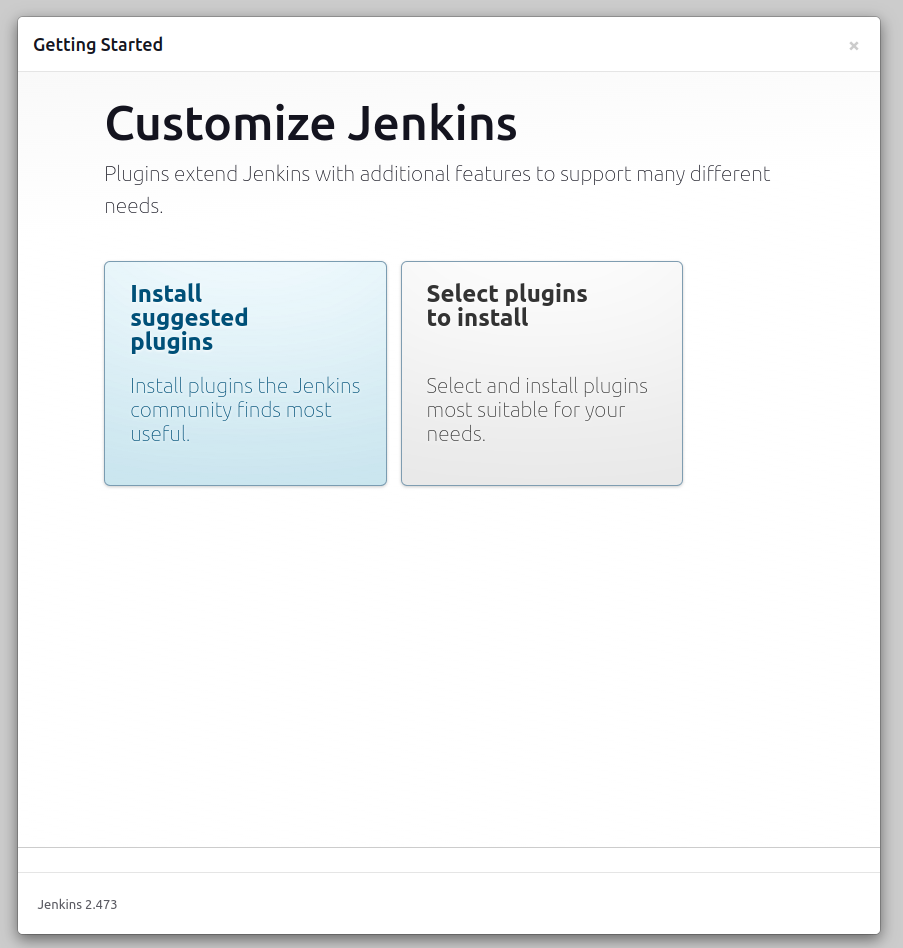 Getting Started
×
Customize Jenkins
Plugins extend Jenkins with additional features to support many different
needs.
Install
suggested
plugins
Install plugins the Jenkins
community finds most
useful.
Select plugins
to install
Select and install plugins
most suitable for your
needs.
Jenkins 2.473